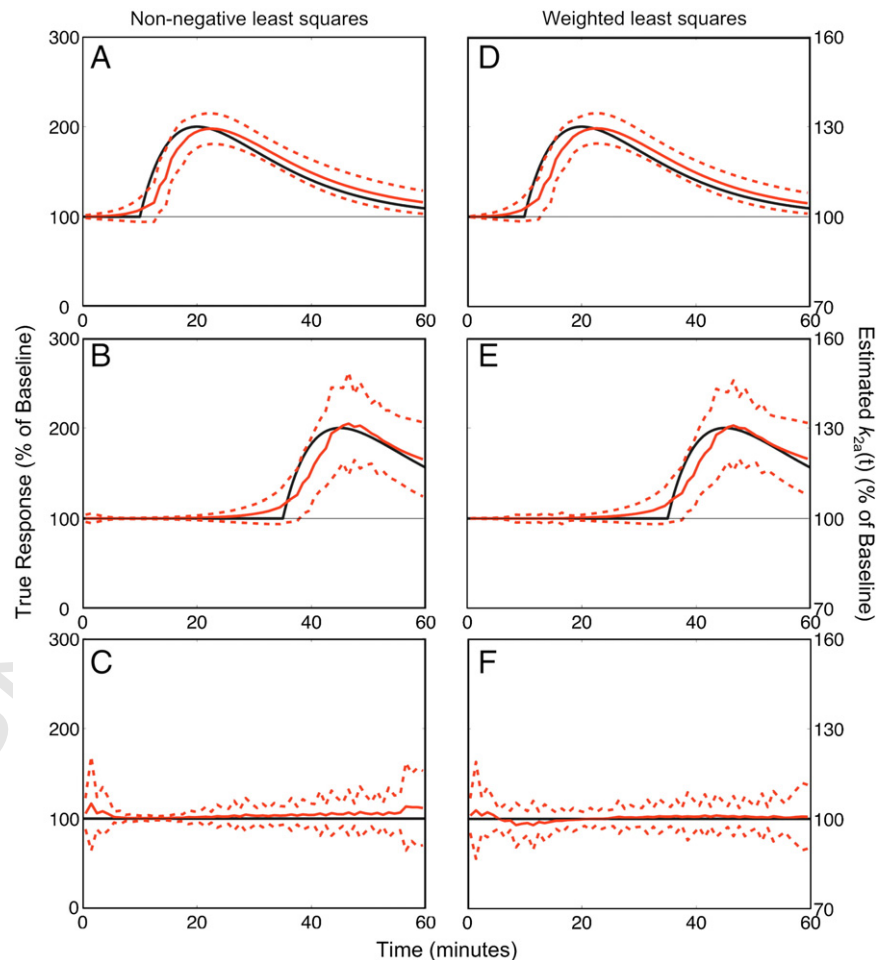 Non-negative least squares
Weighted least squares
A
300
200
100
0
0 20 40 60
D
160
130
100
70
0 20 40 60
B
300
200
100
0
0 20 40 60
E
160
130
100
70
0 20 40 60
C
300
200
100
0
0 20 40 60
F
160
130
100
70
0 20 40 60
True Response (% of Baseline)
Estimated k2a(t) (% of Baseline)
Time (minutes)